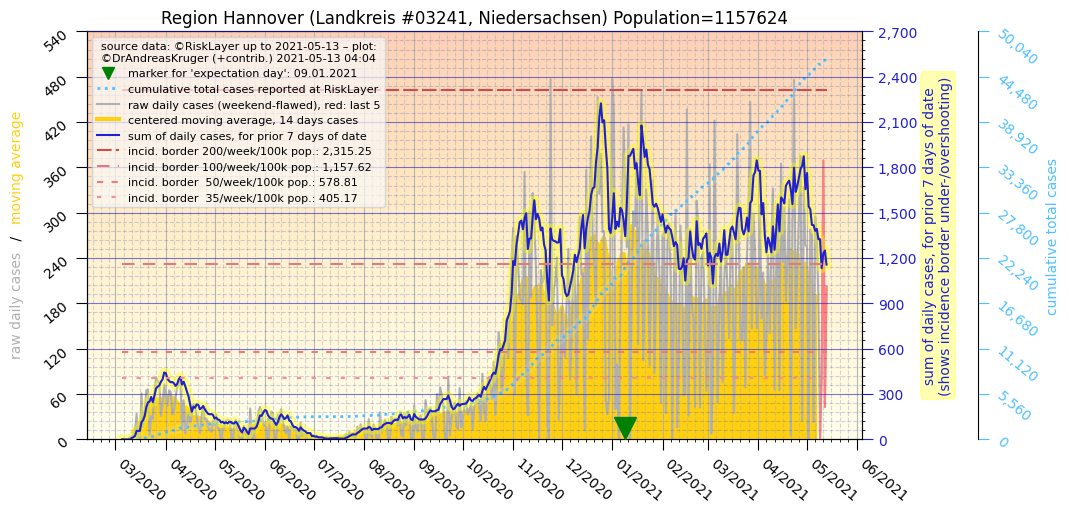 Region Hannover (Landkreis #03241, Niedersachsen) Population=1157624
source data: ©RiskLayer up to 2021-05-13 – plot:
©DrAndreasKruger (+contrib.) 2021-05-13 04:04
marker for 'expectation day': 09.01.2021
cumulative total cases reported at RiskLayer
raw daily cases (weekend-flawed), red: last 5
centered moving average, 14 days cases
sum of daily cases, for prior 7 days of date
incid. border 200/week/100k pop.: 2,315.25
incid. border 100/week/100k pop.: 1,157.62
incid. border  50/week/100k pop.: 578.81
incid. border  35/week/100k pop.: 405.17
raw daily cases / moving average
540
480
420
360
300
240
180
120
60
0
2,700
2,400
2,100
1,800
1,500
1,200
900
600
300
0
sum of daily cases, for prior 7 days of date
(shows incidence border under-/overshooting)
50,040
44,480
38,920
33,360
27,800
22,240
16,680
11,120
5,560
0
cumulative total cases
03/2020
04/2020
05/2020
06/2020
07/2020
08/2020
09/2020
10/2020
11/2020
12/2020
01/2021
02/2021
03/2021
04/2021
05/2021
06/2021